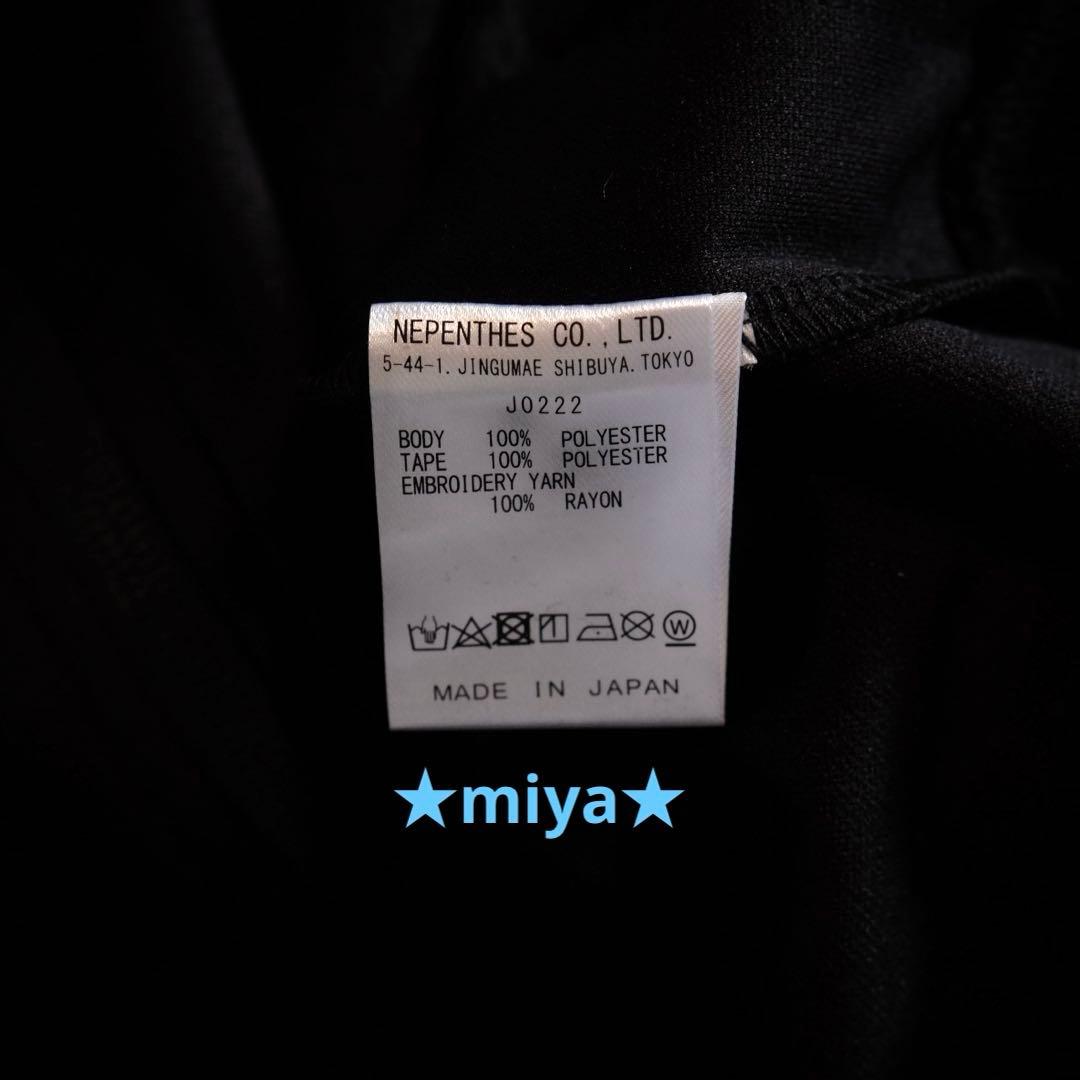 NEPENTHES CO.,LTD.
5-44-1. JINGUMAE SHIBUYA. TOKYO
J0222
BODY 100% POLYESTER
TAPE 100% POLYESTER
EMBROIDERY YARN
100% RAYON
W
MADE IN JAPAN
★miya★